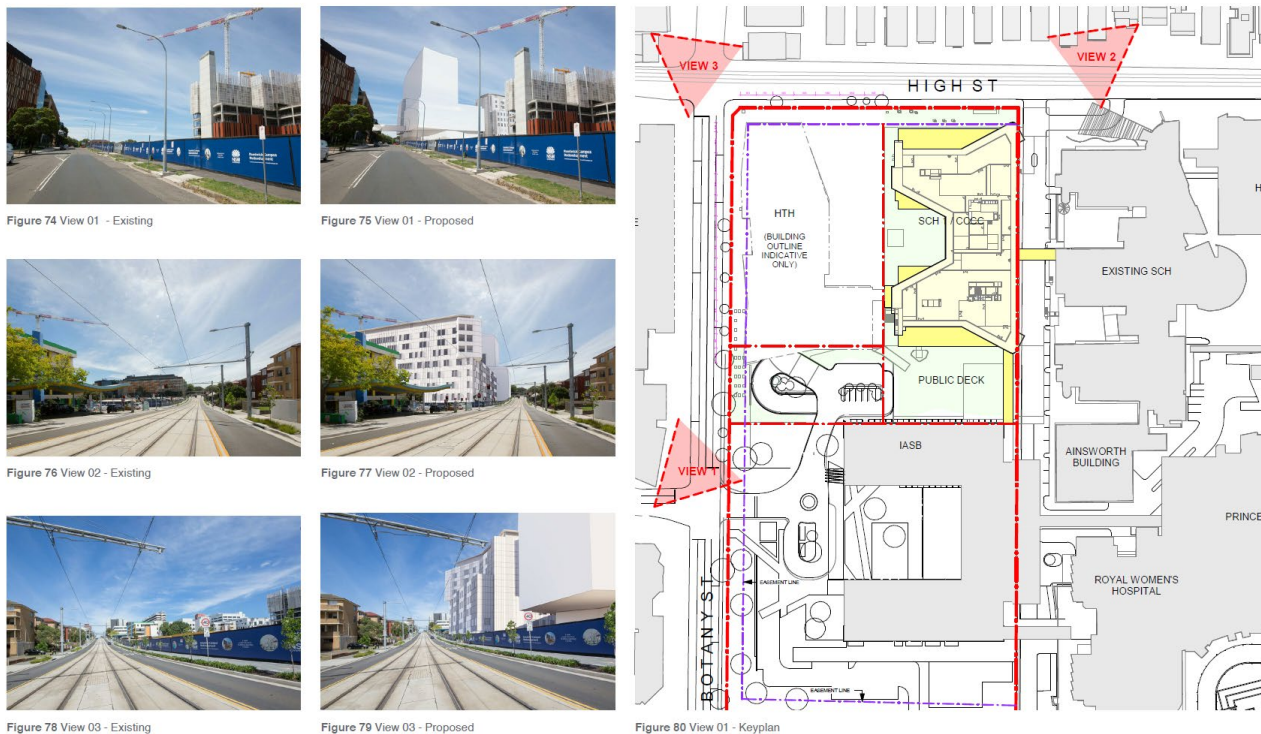 Figure 74 View 01 - Existing
Figure 75 View 01 - Proposed
Figure 76 View 02 - Existing
Figure 77 View 02 - Proposed
Figure 78 View 03 - Existing
Figure 79 View 03 - Proposed
VIEW 3
VIEW 2
HIGH ST
HTH
(BUILDING
OUTLINE
INDICATIVE
ONLY)
SCH 1 / CCCC
EXISTING SCH
H
E
PUBLIC DECK
VIEW 1
IASB
AINSWORTH
BUILDING
PRINCE
ROYAL WOMEN'S
HOSPITAL
EASEMENT LINE
BOTANY ST
EASEMENT LINE
Figure 80 View 01 - Keyplan